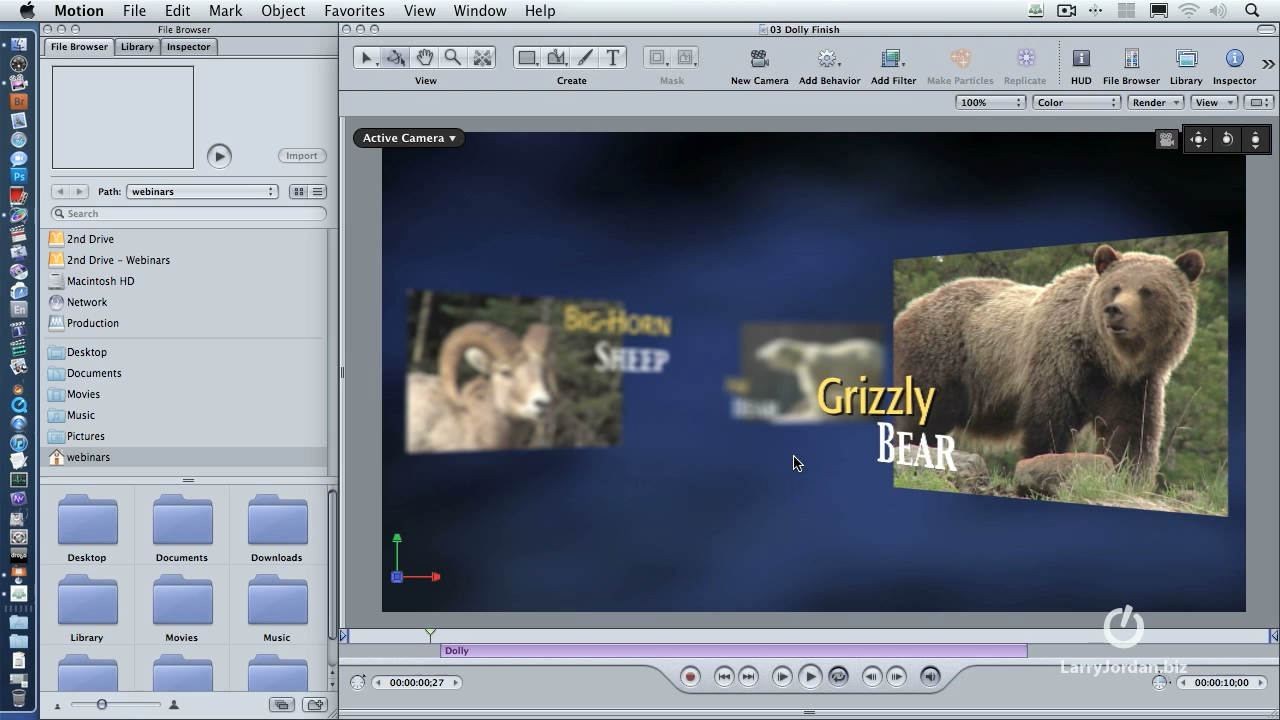 Motion File Edit Mark Object Favorites View Window Help
File Browser
03 Dolly Finish
File Browser Library Inspector
View Create Mask New Camera Add Behavior Add Filter Make Particles Replicate HUD File Browser Library Inspector
100% Color Render View
Active Camera
Import
Path: webinars
Search
2nd Drive
2nd Drive – Webinars
Macintosh HD
Network
Production
Desktop
Documents
Movies
Music
Pictures
webinars
Desktop Documents Downloads
Library Movies Music
Br
Ps
En
T
BIG-HORN
SHEEP
BEAR
Grizzly
BEAR
Dolly
LarryJordan.biz
00:00:00;27
00:00:10;00